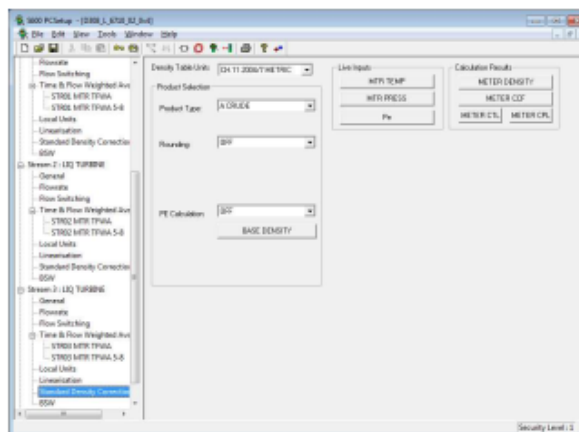 S600 PCSetup -
File Edit View Tools Window Help
Flowrate
Flow Switching
Time & Flow Weighted Ave
STR01 MTR TFWA
STR01 MTR TFWA 5-8
Local Units
Linearisation
Standard Density Correction
BSW
Stream 2 : LIQ TURBINE
General
Flowrate
Flow Switching
Time & Flow Weighted Ave
STR02 MTR TFWA
STR02 MTR TFWA 5-8
Local Units
Linearisation
Standard Density Correction
BSW
Stream 3 : LIQ TURBINE
General
Flowrate
Flow Switching
Time & Flow Weighted Ave
STR03 MTR TFWA
STR03 MTR TFWA 5-8
Local Units
Linearisation
Standard Density Correction
BSW
Density Table/Units: CH.11 2004/7 METRIC
Product Selection
Product Type: A CRUDE
Rounding: OFF
PE Calculation: OFF
BASE DENSITY
Live Inputs
MTR TEMP
MTR PRESS
Pe
Calculation Results
METER DENSITY
METER CCF
METER CTL METER CPL
Security Level : 1